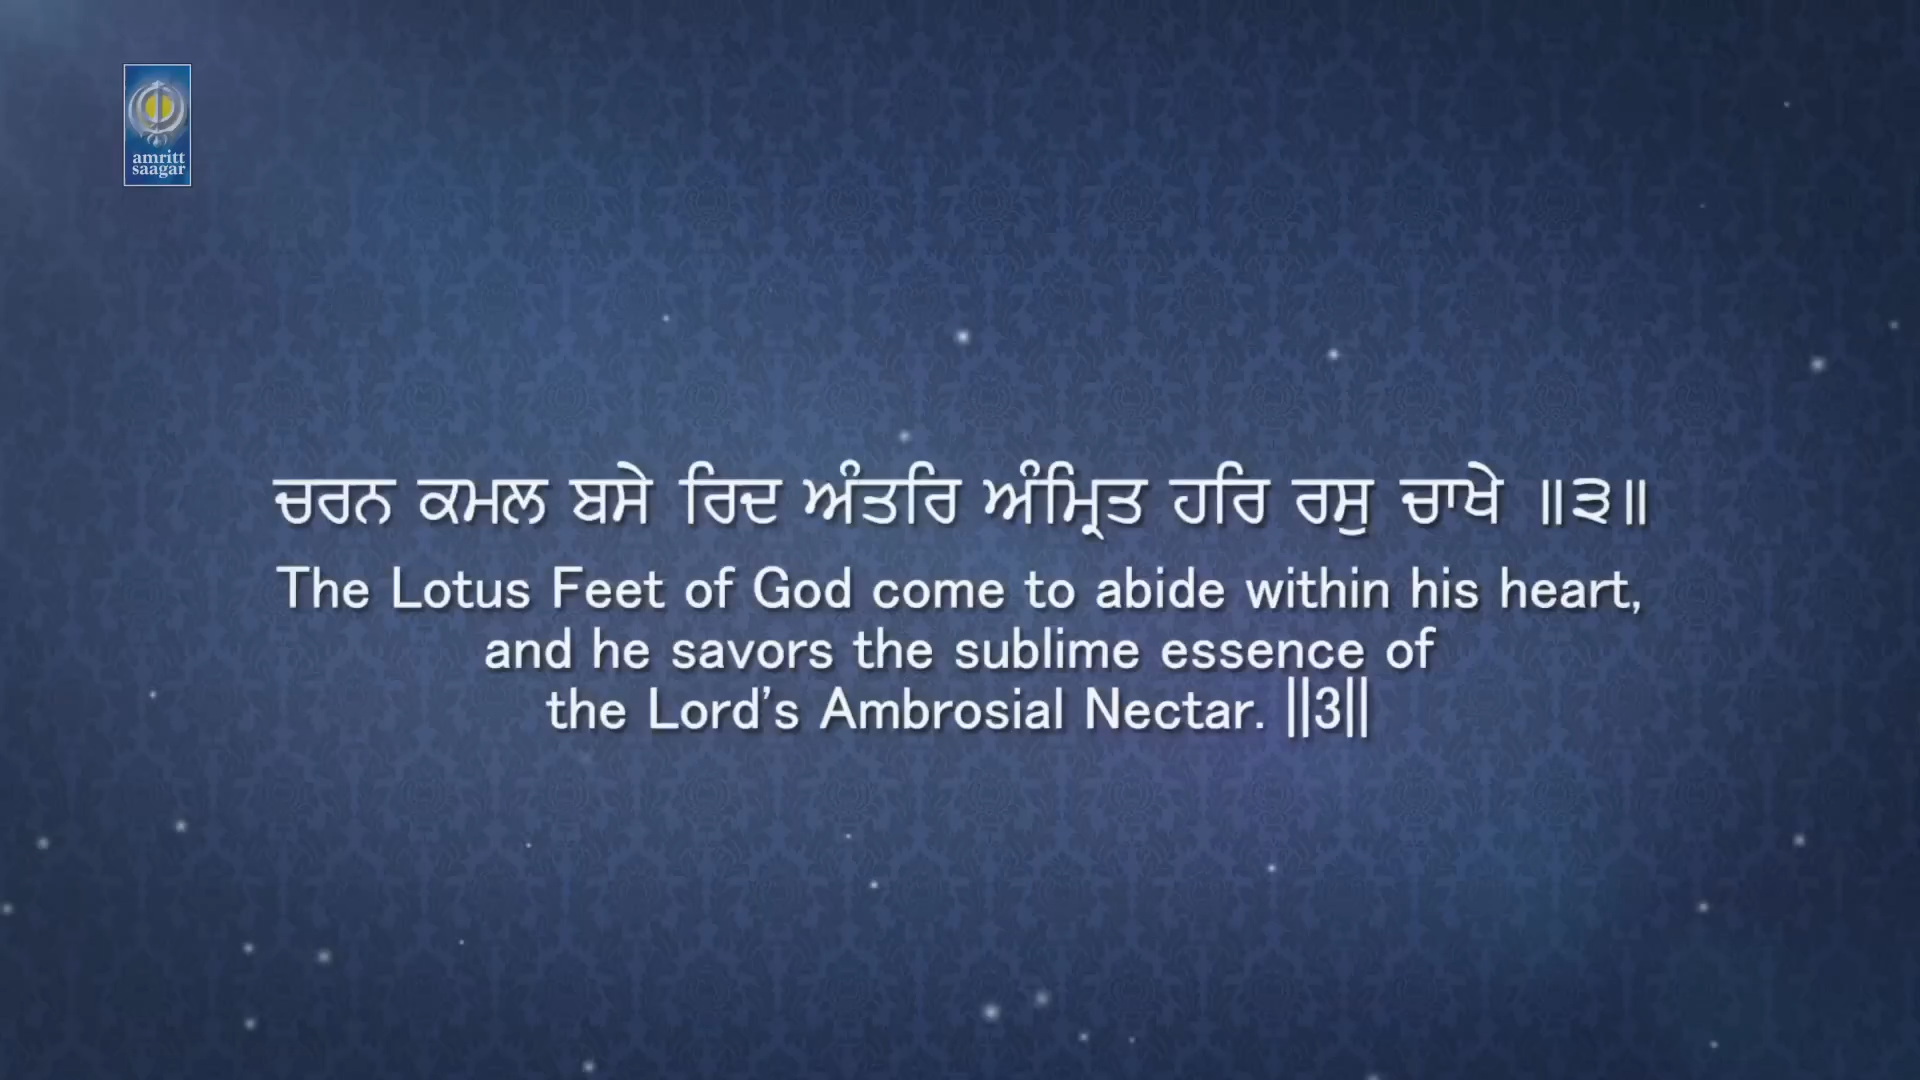 amritt
saagar
ਚਰਨ ਕਮਲ ਬਸੇ ਰਿਦ ਅੰਤਰਿ ਅੰਮ੍ਰਿਤ ਹਰਿ ਰਸੁ ਚਾਖੇ ॥੩॥
The Lotus Feet of God come to abide within his heart,
and he savors the sublime essence of
the Lord's Ambrosial Nectar. ||3||